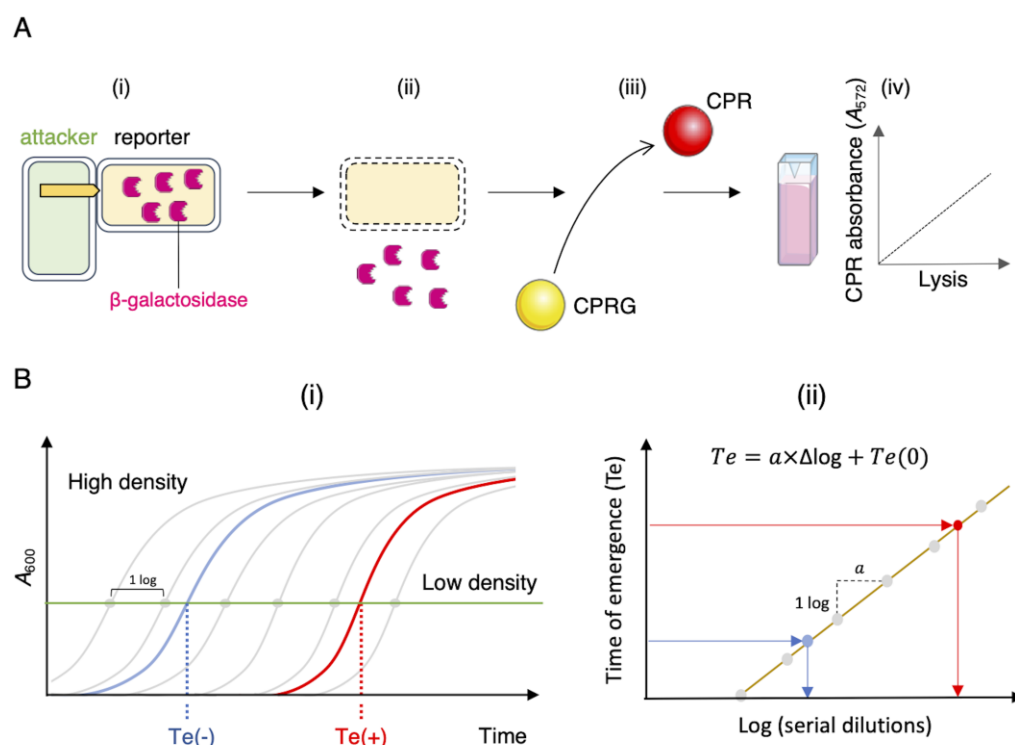 A
(i)
(ii)
(iii)
(iv)
attacker reporter
β-galactosidase
CPRG
CPR
CPR absorbance (A572)
Lysis
B
(i)
High density
Low density
1 log
A600
Te(-)
Te(+)
Time
(ii)
Te = a×Δlog + Te(0)
a
1 log
Time of emergence (Te)
Log (serial dilutions)